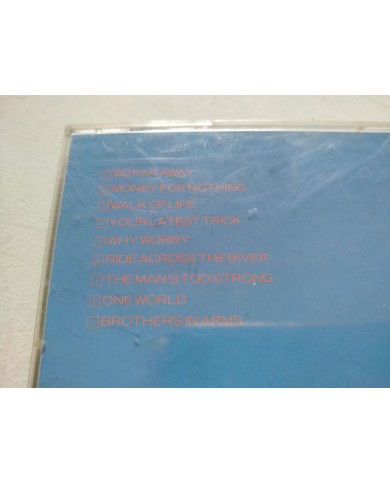 SO FAR AWAY
MONEY FOR NOTHING
WALK OF LIFE
YOUR LATEST TRICK
WHY WORRY
RIDE ACROSS THE RIVER
THE MAN'S TOO STRONG
ONE WORLD
BROTHERS IN ARMS